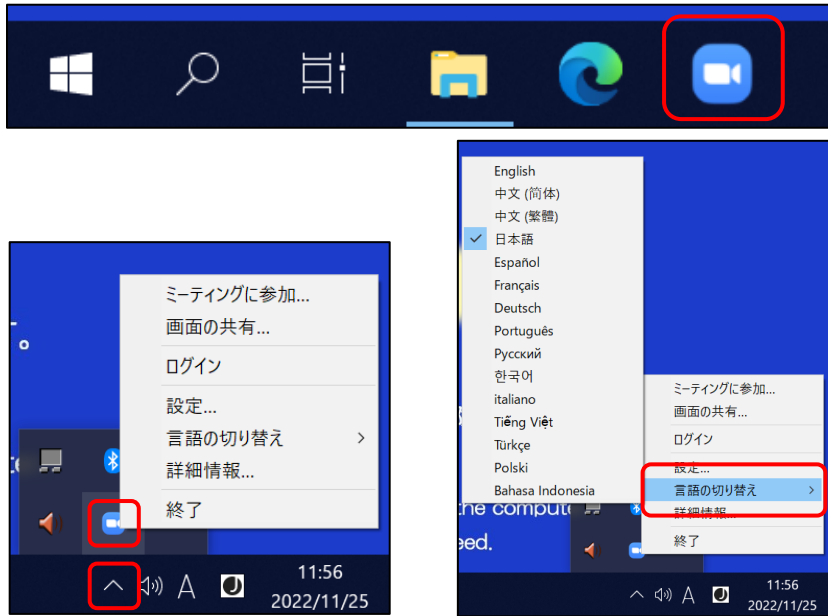 ミーティングに参加...
画面の共有...
ログイン
設定...
言語の切り替え
詳細情報...
終了
A
11:56
2022/11/25
English
中文 (简体)
中文 (繁體)
日本語
Español
Français
Deutsch
Português
Русский
한국어
italiano
Tiếng Việt
Türkçe
Polski
Bahasa Indonesia
ミーティングに参加...
画面の共有...
ログイン
設定...
言語の切り替え
詳細情報...
終了
the comput
eed.
A
11:56
2022/11/25